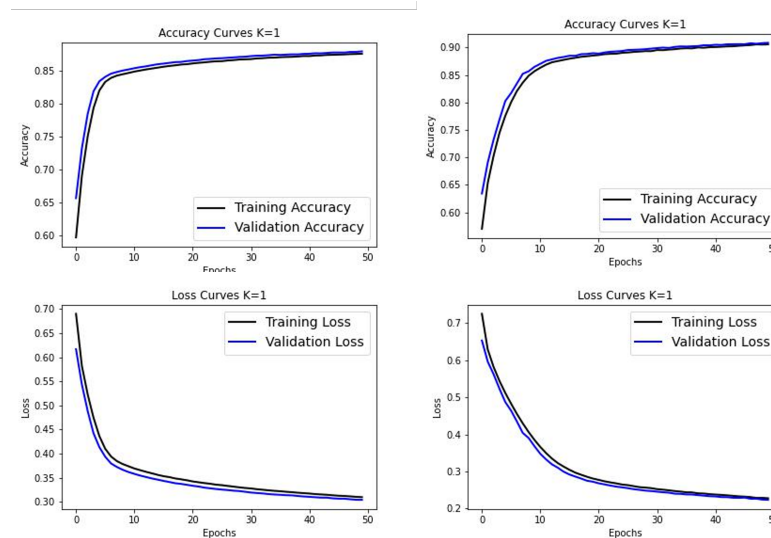 Accuracy Curves K=1
0.85
0.80
0.75
0.70
0.65
0.60
Accuracy
Training Accuracy
Validation Accuracy
0 10 20 30 40 50
Epochs
Accuracy Curves K=1
0.90
0.85
0.80
0.75
0.70
0.65
0.60
Accuracy
Training Accuracy
Validation Accuracy
0 10 20 30 40
Epochs
Loss Curves K=1
0.70
0.65
0.60
0.55
0.50
0.45
0.40
0.35
0.30
Loss
Training Loss
Validation Loss
0 10 20 30 40 50
Epochs
Loss Curves K=1
0.7
0.6
0.5
0.4
0.3
0.2
Loss
Training Loss
Validation Loss
0 10 20 30 40
Epochs